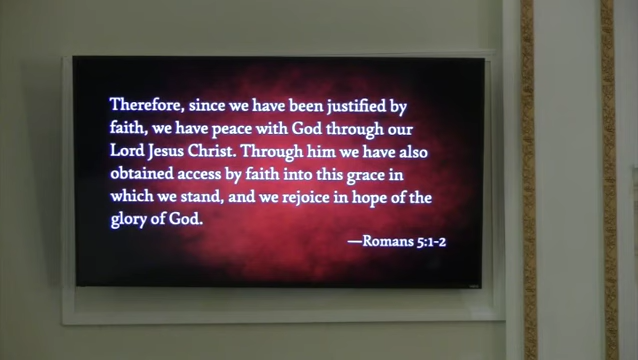 Therefore, since we have been justified by
faith, we have peace with God through our
Lord Jesus Christ. Through him we have also
obtained access by faith into this grace in
which we stand, and we rejoice in hope of the
glory of God.
—Romans 5:1-2